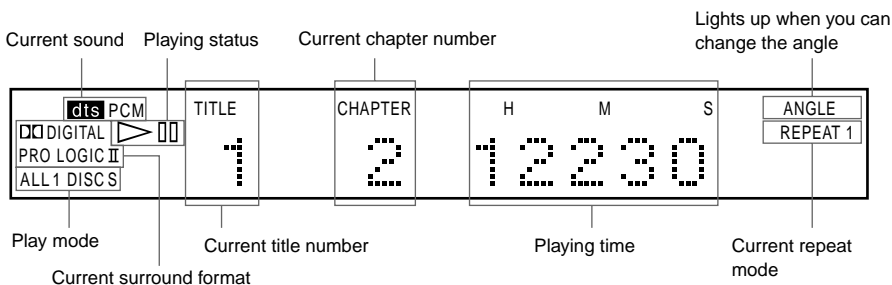 Lights up when you can
change the angle
Current sound Playing status Current chapter number
dts PCM TITLE CHAPTER H M S ANGLE
DIGITAL REPEAT 1
PRO LOGIC II
ALL 1 DISC S
1 2 12230
Play mode Current title number Playing time Current repeat
mode
Current surround format